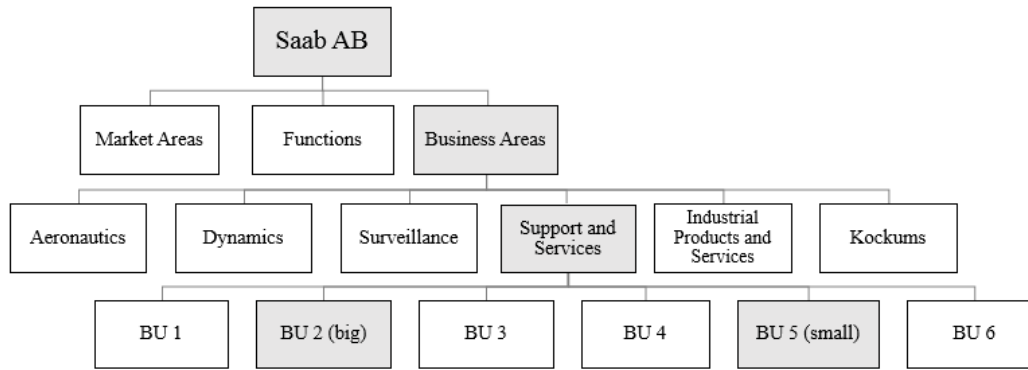 Saab AB
Market Areas
Functions
Business Areas
Aeronautics
Dynamics
Surveillance
Support and
Services
Industrial
Products and
Services
Kockums
BU 1
BU 2 (big)
BU 3
BU 4
BU 5 (small)
BU 6